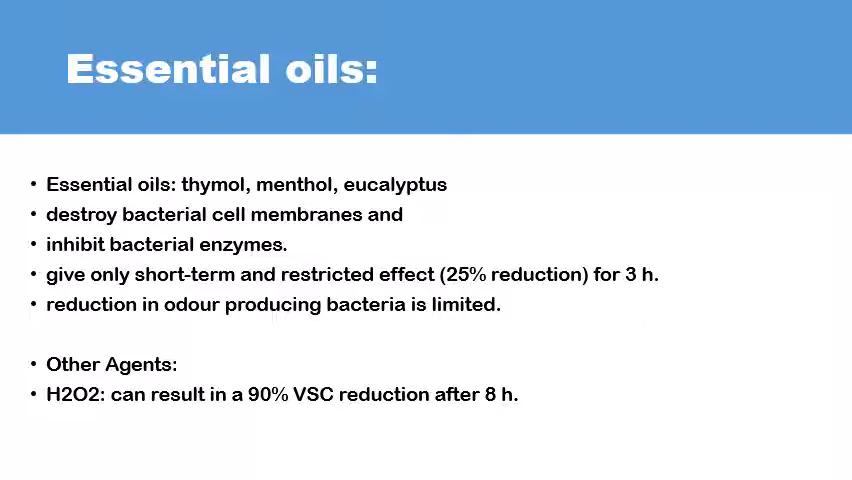 Essential oils:
• Essential oils: thymol, menthol, eucalyptus
• destroy bacterial cell membranes and
• inhibit bacterial enzymes.
• give only short-term and restricted effect (25% reduction) for 3 h.
• reduction in odour producing bacteria is limited.
• Other Agents:
• H2O2: can result in a 90% VSC reduction after 8 h.